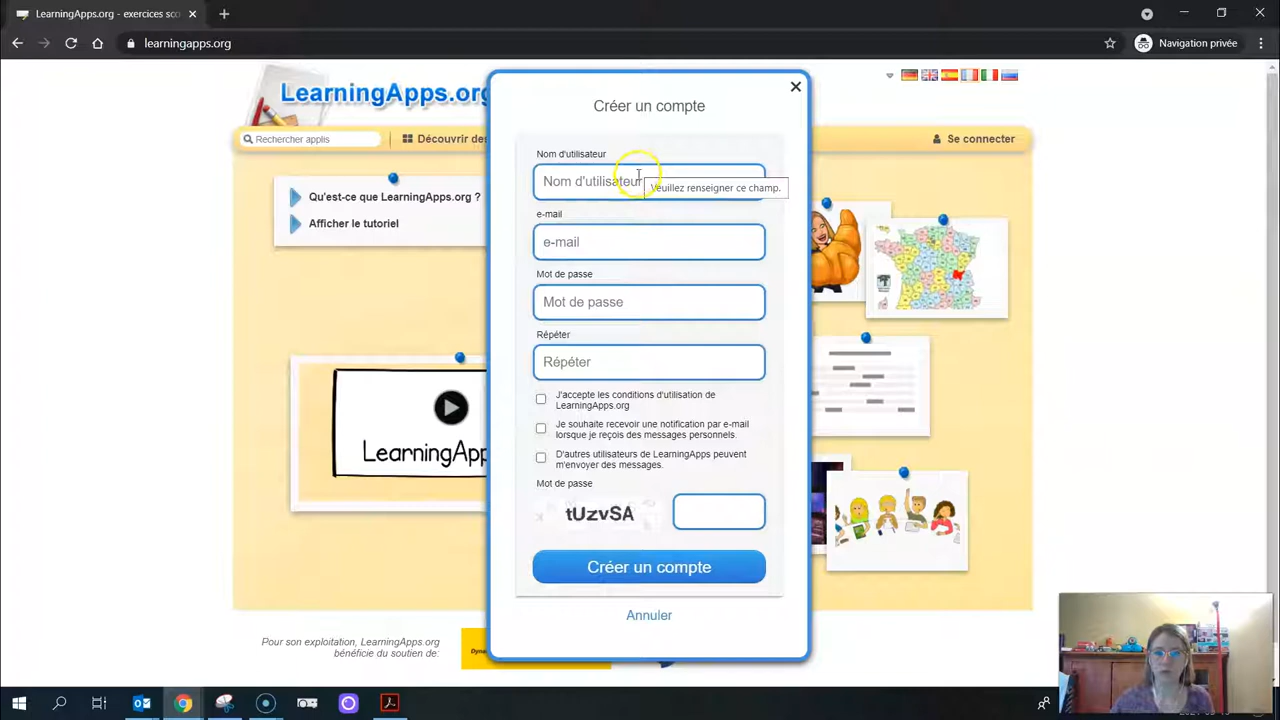 LearningApps.org - exercices sco
learningapps.org
Navigation privée
LearningApps.org
Rechercher applis
Découvrir de
Se connecter
Qu'est-ce que LearningApps.org ?
Afficher le tutoriel
LearningApp
Créer un compte
Nom d'utilisateur
Nom d'utilisateur
Veuillez renseigner ce champ.
e-mail
e-mail
Mot de passe
Mot de passe
Répéter
Répéter
J'accepte les conditions d'utilisation de
LearningApps.org
Je souhaite recevoir une notification par e-mail
lorsque je reçois des messages personnels.
D'autres utilisateurs de LearningApps peuvent
m'envoyer des messages.
Mot de passe
tUzvSA
Créer un compte
Annuler
Pour son exploitation, LearningApps.org
bénéficie du soutien de: